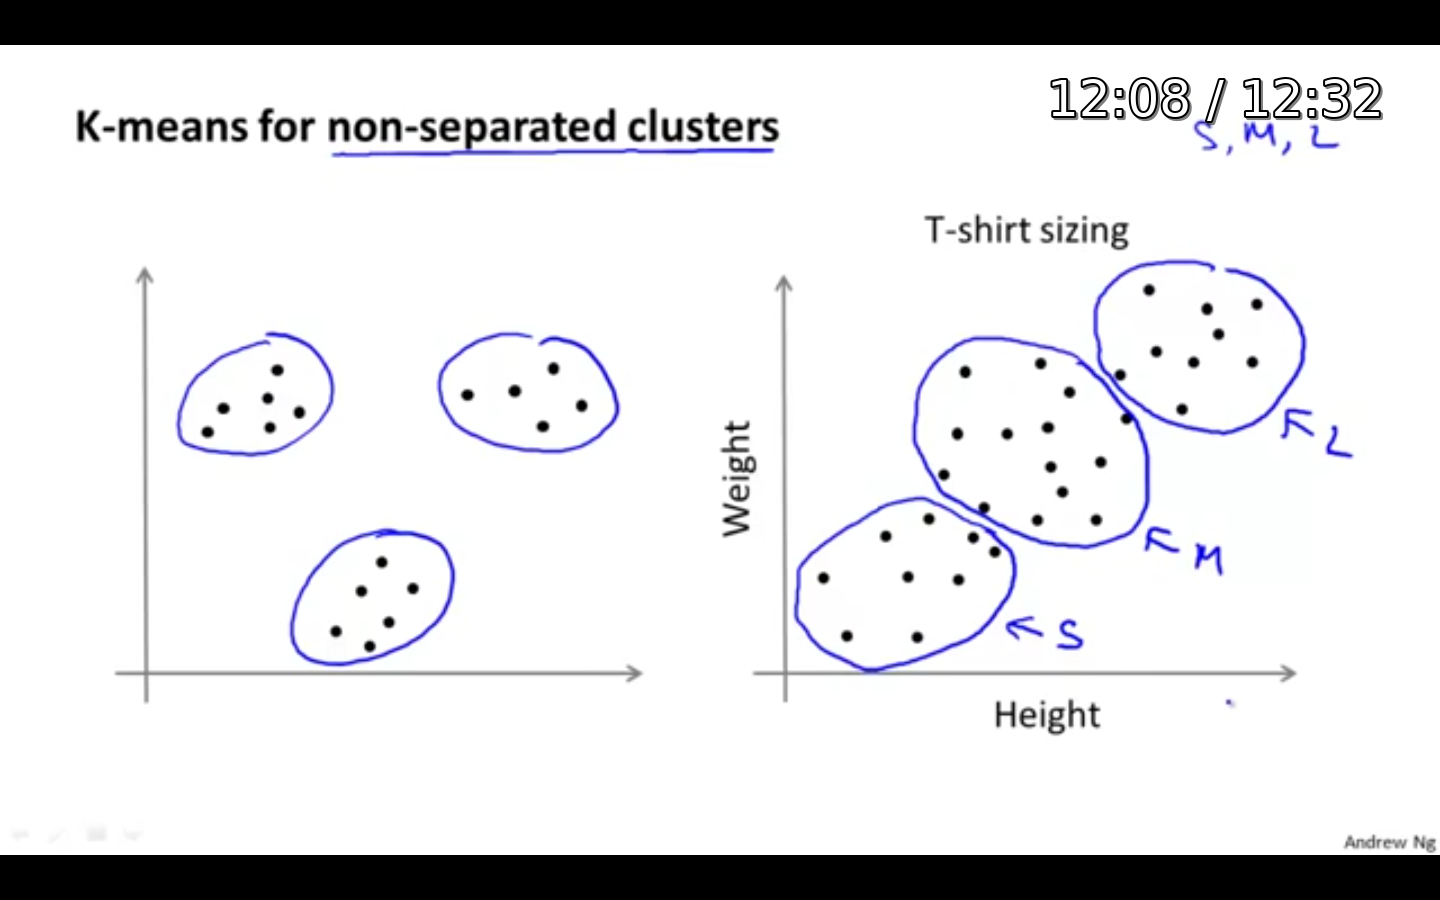 12:08 / 12:32
K-means for non-separated clusters
S, M, L
T-shirt sizing
L
Weight
M
S
Height
Andrew Ng